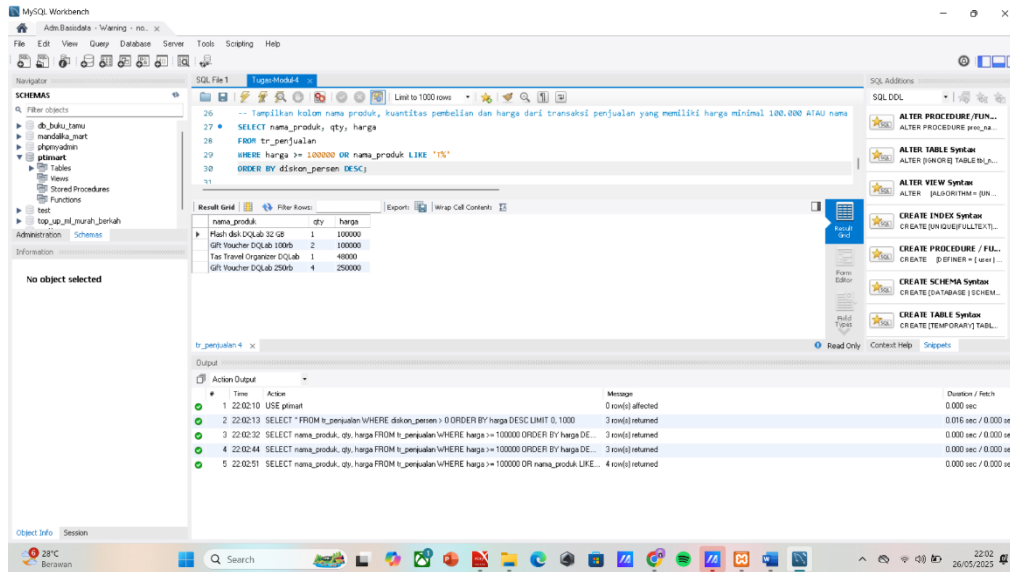 MySQL Workbench
Adm.Basisdata - Warning - no... ×
File Edit View Query Database Server Tools Scripting Help
Navigator
SCHEMAS
Filter objects
db_buku_tamu
mandalika_mart
phpmyadmin
ptimart
Tables
Views
Stored Procedures
Functions
test
top_up_ml_murah_berkah
Administration Schemas
Information
No object selected
Object Info Session
SQL File 1 Tugas-Modul-4 ×
Limit to 1000 rows
26 -- Tampilkan kolom nama produk, kuantitas pembelian dan harga dari transaksi penjualan yang memiliki harga minimal 100.000 ATAU nama
27 SELECT nama_produk, qty, harga
28 FROM tr_penjualan
29 WHERE harga >= 100000 OR nama_produk LIKE 'T%'
30 ORDER BY diskon_persen DESC;
31
Result Grid Filter Rows: Export: Wrap Cell Content:
nama_produk qty harga
Flash disk DQLab 32 GB 1 100000
Gift Voucher DQLab 100rb 2 100000
Tas Travel Organizer DQLab 1 48000
Gift Voucher DQLab 250rb 4 250000
Result Grid
Form Editor
Field Types
tr_penjualan 4 ×
Read Only
Output
Action Output
# Time Action Message Duration / Fetch
1 22:02:10 USE ptimart 0 row(s) affected 0.000 sec
2 22:02:13 SELECT * FROM tr_penjualan WHERE diskon_persen > 0 ORDER BY harga DESC LIMIT 0, 1000 3 row(s) returned 0.016 sec / 0.000 se
3 22:02:32 SELECT nama_produk, qty, harga FROM tr_penjualan WHERE harga >= 100000 ORDER BY harga DE... 3 row(s) returned 0.000 sec / 0.000 se
4 22:02:44 SELECT nama_produk, qty, harga FROM tr_penjualan WHERE harga >= 100000 ORDER BY harga DE... 3 row(s) returned 0.000 sec / 0.000 se
5 22:02:51 SELECT nama_produk, qty, harga FROM tr_penjualan WHERE harga >= 100000 OR nama_produk LIKE... 4 row(s) returned 0.000 sec / 0.000 se
SQL Additions
SQL DDL
ALTER PROCEDURE/FUN...
ALTER PROCEDURE proc_na...
ALTER TABLE Syntax
ALTER [IGNORE] TABLE tbl_n...
ALTER VIEW Syntax
ALTER [ALGORITHM = {UN...
CREATE INDEX Syntax
CREATE [UNIQUE|FULLTEXT|...
CREATE PROCEDURE / FU...
CREATE [DEFINER = { user | ...
CREATE SCHEMA Syntax
CREATE {DATABASE | SCHEM...
CREATE TABLE Syntax
CREATE [TEMPORARY] TABL...
Context Help Snippets
28°C
Berawan
Search
22:02
26/05/2025